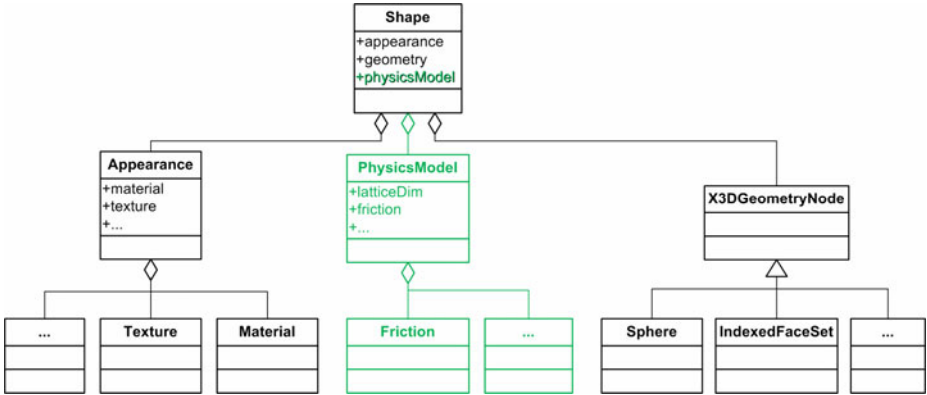 Shape
+appearance
+geometry
+physicsModel
Appearance
+material
+texture
+...
PhysicsModel
+latticeDim
+friction
+...
X3DGeometryNode
...
Texture
Material
Friction
...
Sphere
IndexedFaceSet
...